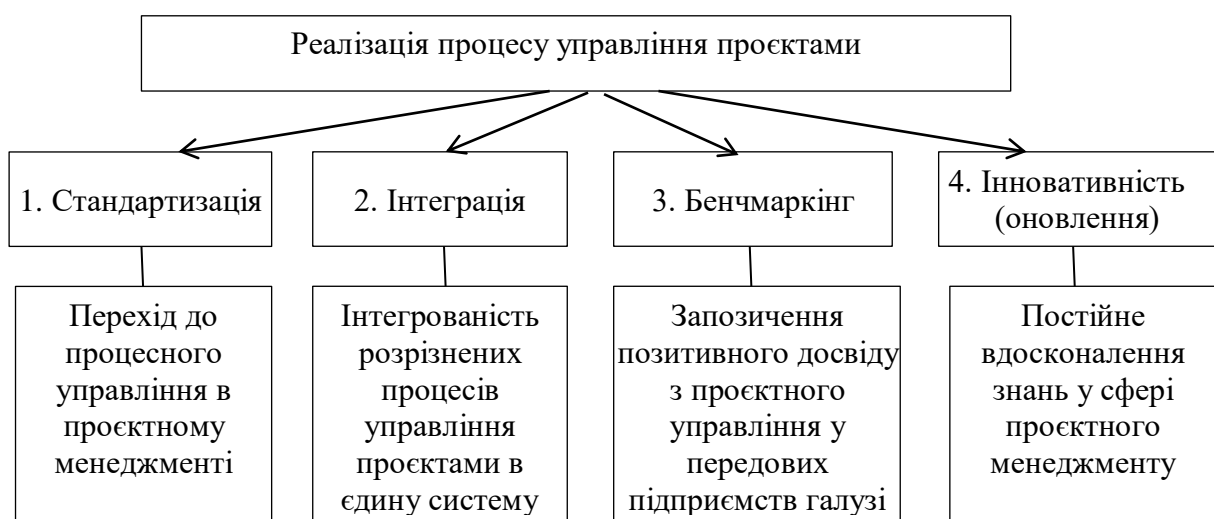 Реалізація процесу управління проєктами
1. Стандартизація
2. Інтеграція
3. Бенчмаркінг
4. Інновативність
(оновлення)
Перехід до
процесного
управління в
проєктному
менеджменті
Інтегрованість
розрізнених
процесів
управління
проєктами в
єдину систему
Запозичення
позитивного досвіду
з проєктного
управління у
передових
підприємств галузі
Постійне
вдосконалення
знань у сфері
проєктного
менеджменту